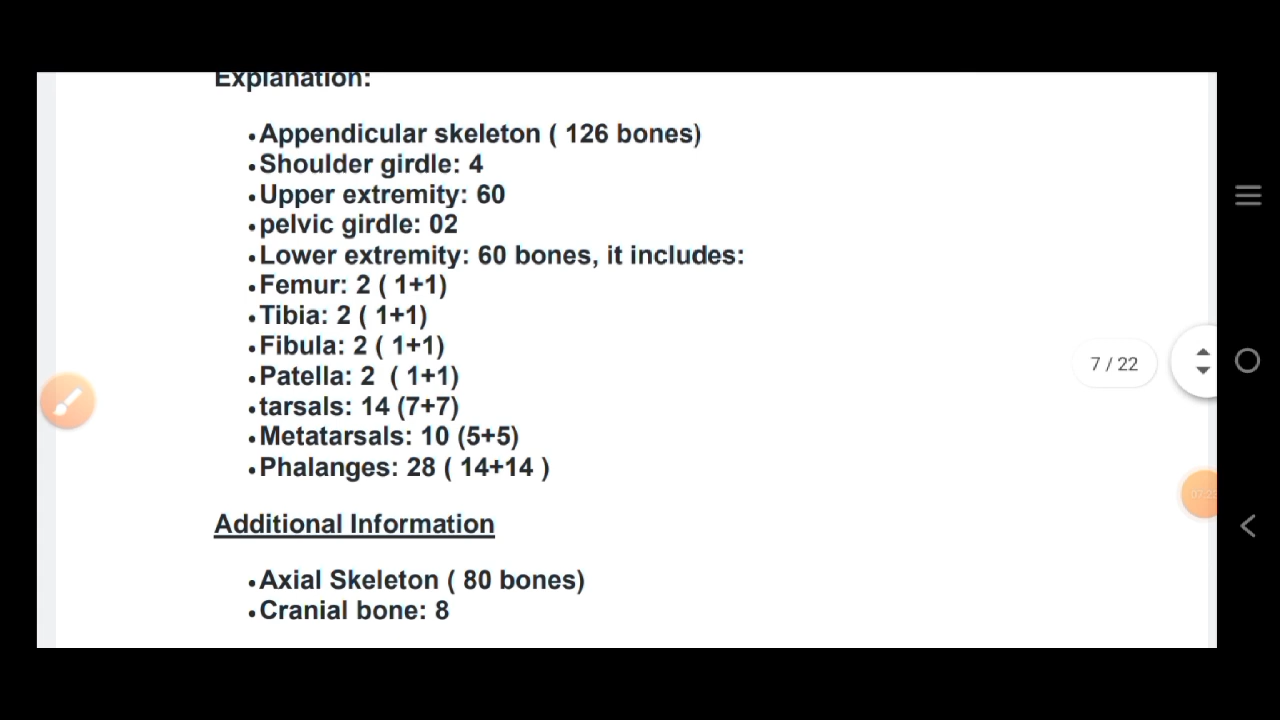 Explanation:
•Appendicular skeleton ( 126 bones)
•Shoulder girdle: 4
•Upper extremity: 60
•pelvic girdle: 02
•Lower extremity: 60 bones, it includes:
•Femur: 2 ( 1+1)
•Tibia: 2 ( 1+1)
•Fibula: 2 ( 1+1)
•Patella: 2  ( 1+1)
•tarsals: 14 (7+7)
•Metatarsals: 10 (5+5)
•Phalanges: 28 ( 14+14 )
7 / 22
Additional Information
•Axial Skeleton ( 80 bones)
•Cranial bone: 8